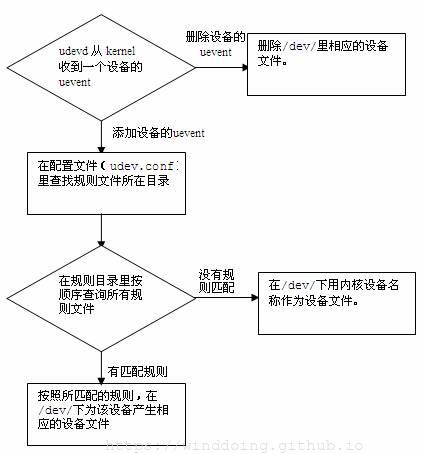 udevd 从 kernel
收到一个设备的
uevent
删除设备的
uevent
删除/dev/里相应的设备
文件。
添加设备的uevent
在配置文件(udev.conf)
里查找规则文件所在目录
在规则目录里按
顺序查询所有规
则文件
没有规
则匹配
在/dev/下用内核设备名
称作为设备文件。
有匹配规则
按照所匹配的规则，在
/dev/下为该设备产生相
应的设备文件
https://winddoing.github.io